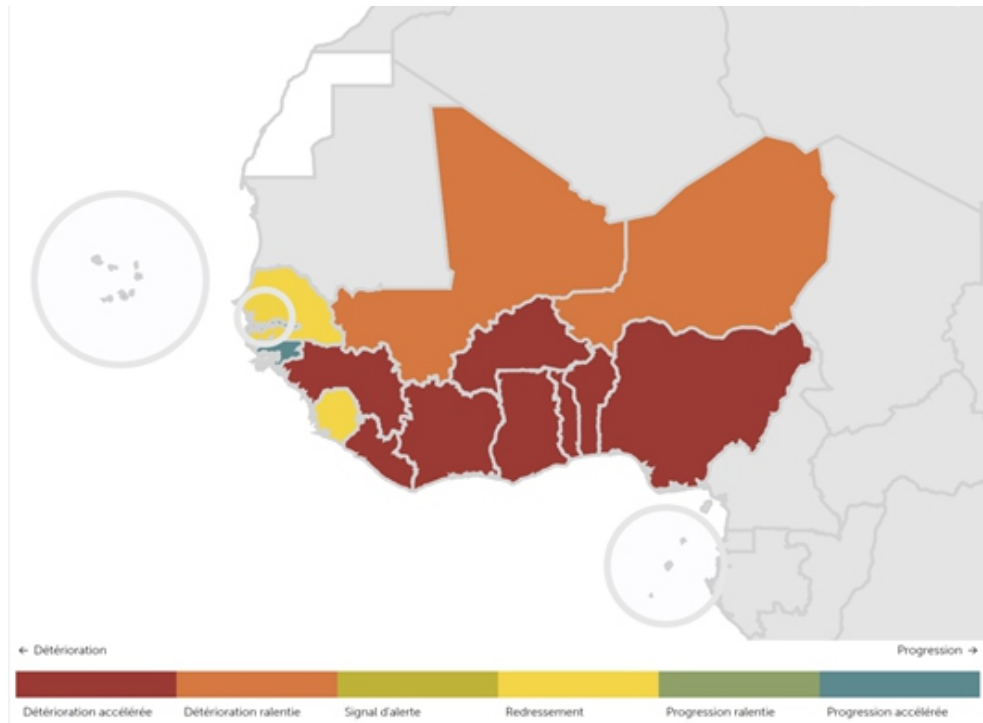 ← Détérioration
Progression →
Détérioration accélérée
Détérioration ralentie
Signal d'alerte
Redressement
Progression ralentie
Progression accélérée